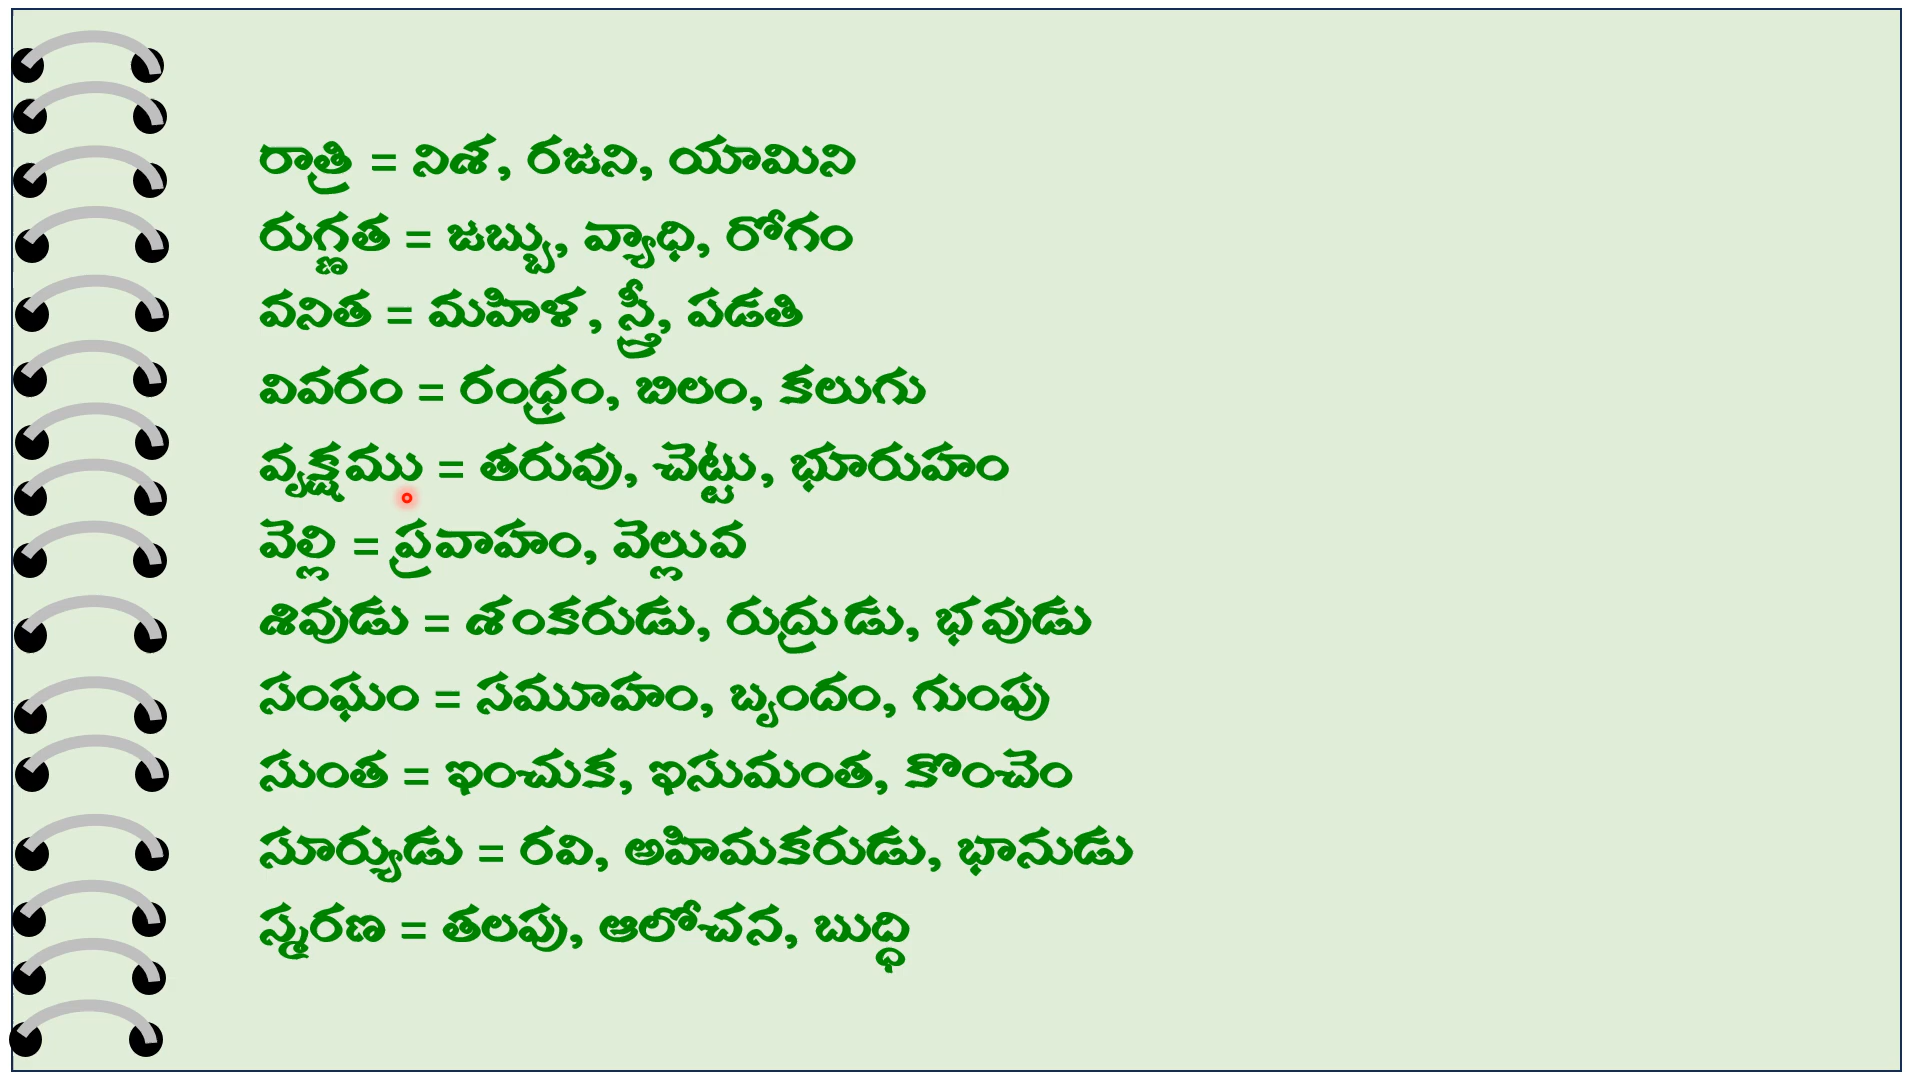 రాత్రి = నిశ, రజని, యామిని
రుగ్ణత = జబ్బు, వ్యాధి, రోగం
వనిత = మహిళ, స్త్రీ, పడతి
వివరం = రంధ్రం, బిలం, కలుగు
వృక్షము = తరువు, చెట్టు, భూరుహం
వెల్లి = ప్రవాహం, వెల్లువ
శివుడు = శంకరుడు, రుద్రుడు, భవుడు
సంఘం = సమూహం, బృందం, గుంపు
సుంత = ఇంచుక, ఇసుమంత, కొంచెం
సూర్యుడు = రవి, అహిమకరుడు, భానుడు
స్మరణ = తలపు, ఆలోచన, బుద్ధి